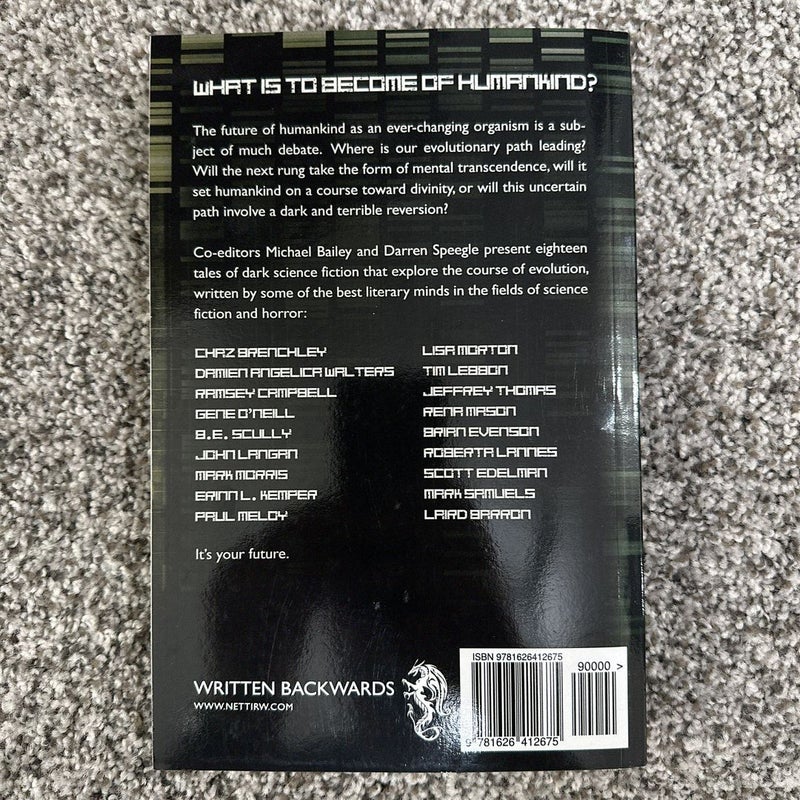 WHAT IS TO BECOME OF HUMANKIND?
The future of humankind as an ever-changing organism is a sub-
ject of much debate. Where is our evolutionary path leading?
Will the next rung take the form of mental transcendence, will it
set humankind on a course toward divinity, or will this uncertain
path involve a dark and terrible reversion?
Co-editors Michael Bailey and Darren Speegle present eighteen
tales of dark science fiction that explore the course of evolution,
written by some of the best literary minds in the fields of science
fiction and horror:
CHAZ BRENCHLEY
DAMIEN ANGELICA WALTERS
RAMSEY CAMPBELL
GENE O'NEILL
B.E. SCULLY
JOHN LANGAN
MARK MORRIS
ERINN L. KEMPER
PAUL MELOY
LISA MORTON
TIM LEBBON
JEFFREY THOMAS
RENA MASON
BRIAN EVENSON
ROBERTA LANNES
SCOTT EDELMAN
MARK SAMUELS
LAIRD BARRON
It's your future.
WRITTEN BACKWARDS
WWW.NETTIRW.COM
ISBN 9781626412675
90000 >
9 781626 412675